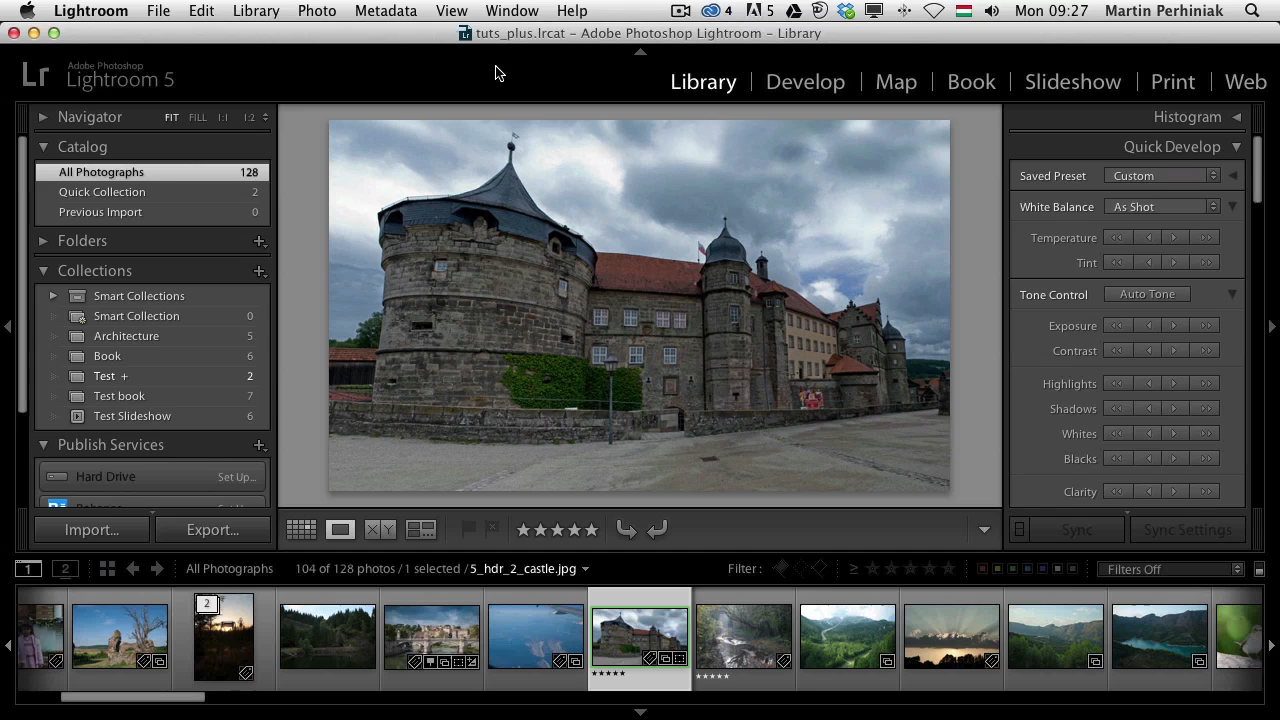 Lightroom File Edit Library Photo Metadata View Window Help 4 5 Mon 09:27 Martin Perhiniak
Lr tuts_plus.lrcat – Adobe Photoshop Lightroom – Library
Lr Adobe Photoshop
Lightroom 5
Library | Develop | Map | Book | Slideshow | Print | Web
Navigator FIT FILL 1:1 1:2
Catalog
All Photographs 128
Quick Collection 2
Previous Import 0
Folders +
Collections +
Smart Collections
Smart Collection 0
Architecture 5
Book 6
Test + 2
Test book 7
Test Slideshow 6
Publish Services +
Hard Drive Set Up...
Import... Export...
Histogram
Quick Develop
Saved Preset Custom
White Balance As Shot
Temperature
Tint
Tone Control Auto Tone
Exposure
Contrast
Highlights
Shadows
Whites
Blacks
Clarity
XY
Sync Sync Settings
1 2 All Photographs 104 of 128 photos / 1 selected / 5_hdr_2_castle.jpg Filter : ≥ Filters Off
2